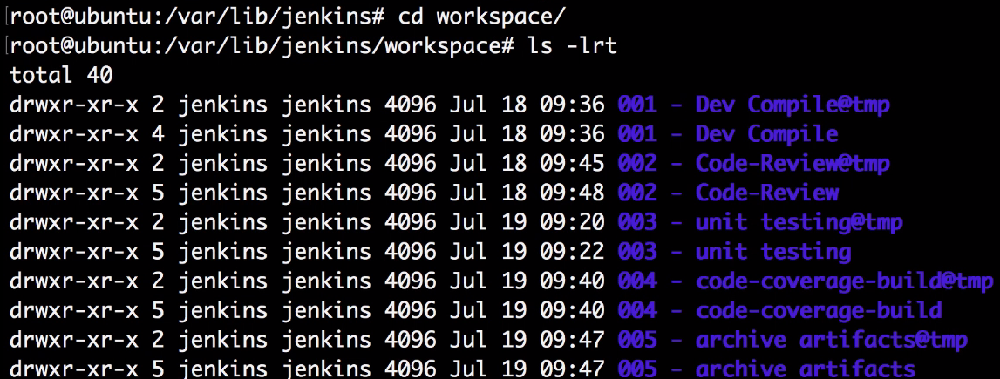 [root@ubuntu:/var/lib/jenkins# cd workspace/
[root@ubuntu:/var/lib/jenkins/workspace# ls -lrt
total 40
drwxr-xr-x 2 jenkins jenkins 4096 Jul 18 09:36 001 - Dev Compile@tmp
drwxr-xr-x 4 jenkins jenkins 4096 Jul 18 09:36 001 - Dev Compile
drwxr-xr-x 2 jenkins jenkins 4096 Jul 18 09:45 002 - Code-Review@tmp
drwxr-xr-x 5 jenkins jenkins 4096 Jul 18 09:48 002 - Code-Review
drwxr-xr-x 2 jenkins jenkins 4096 Jul 19 09:20 003 - unit testing@tmp
drwxr-xr-x 5 jenkins jenkins 4096 Jul 19 09:22 003 - unit testing
drwxr-xr-x 2 jenkins jenkins 4096 Jul 19 09:40 004 - code-coverage-build@tmp
drwxr-xr-x 5 jenkins jenkins 4096 Jul 19 09:40 004 - code-coverage-build
drwxr-xr-x 2 jenkins jenkins 4096 Jul 19 09:47 005 - archive artifacts@tmp
drwxr-xr-x 5 jenkins jenkins 4096 Jul 19 09:47 005 - archive artifacts